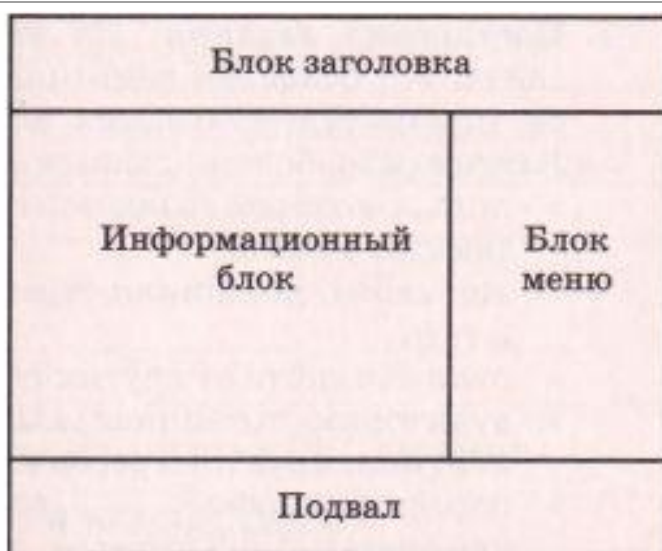 Блок заголовка
Информационный
блок
Блок
меню
Подвал